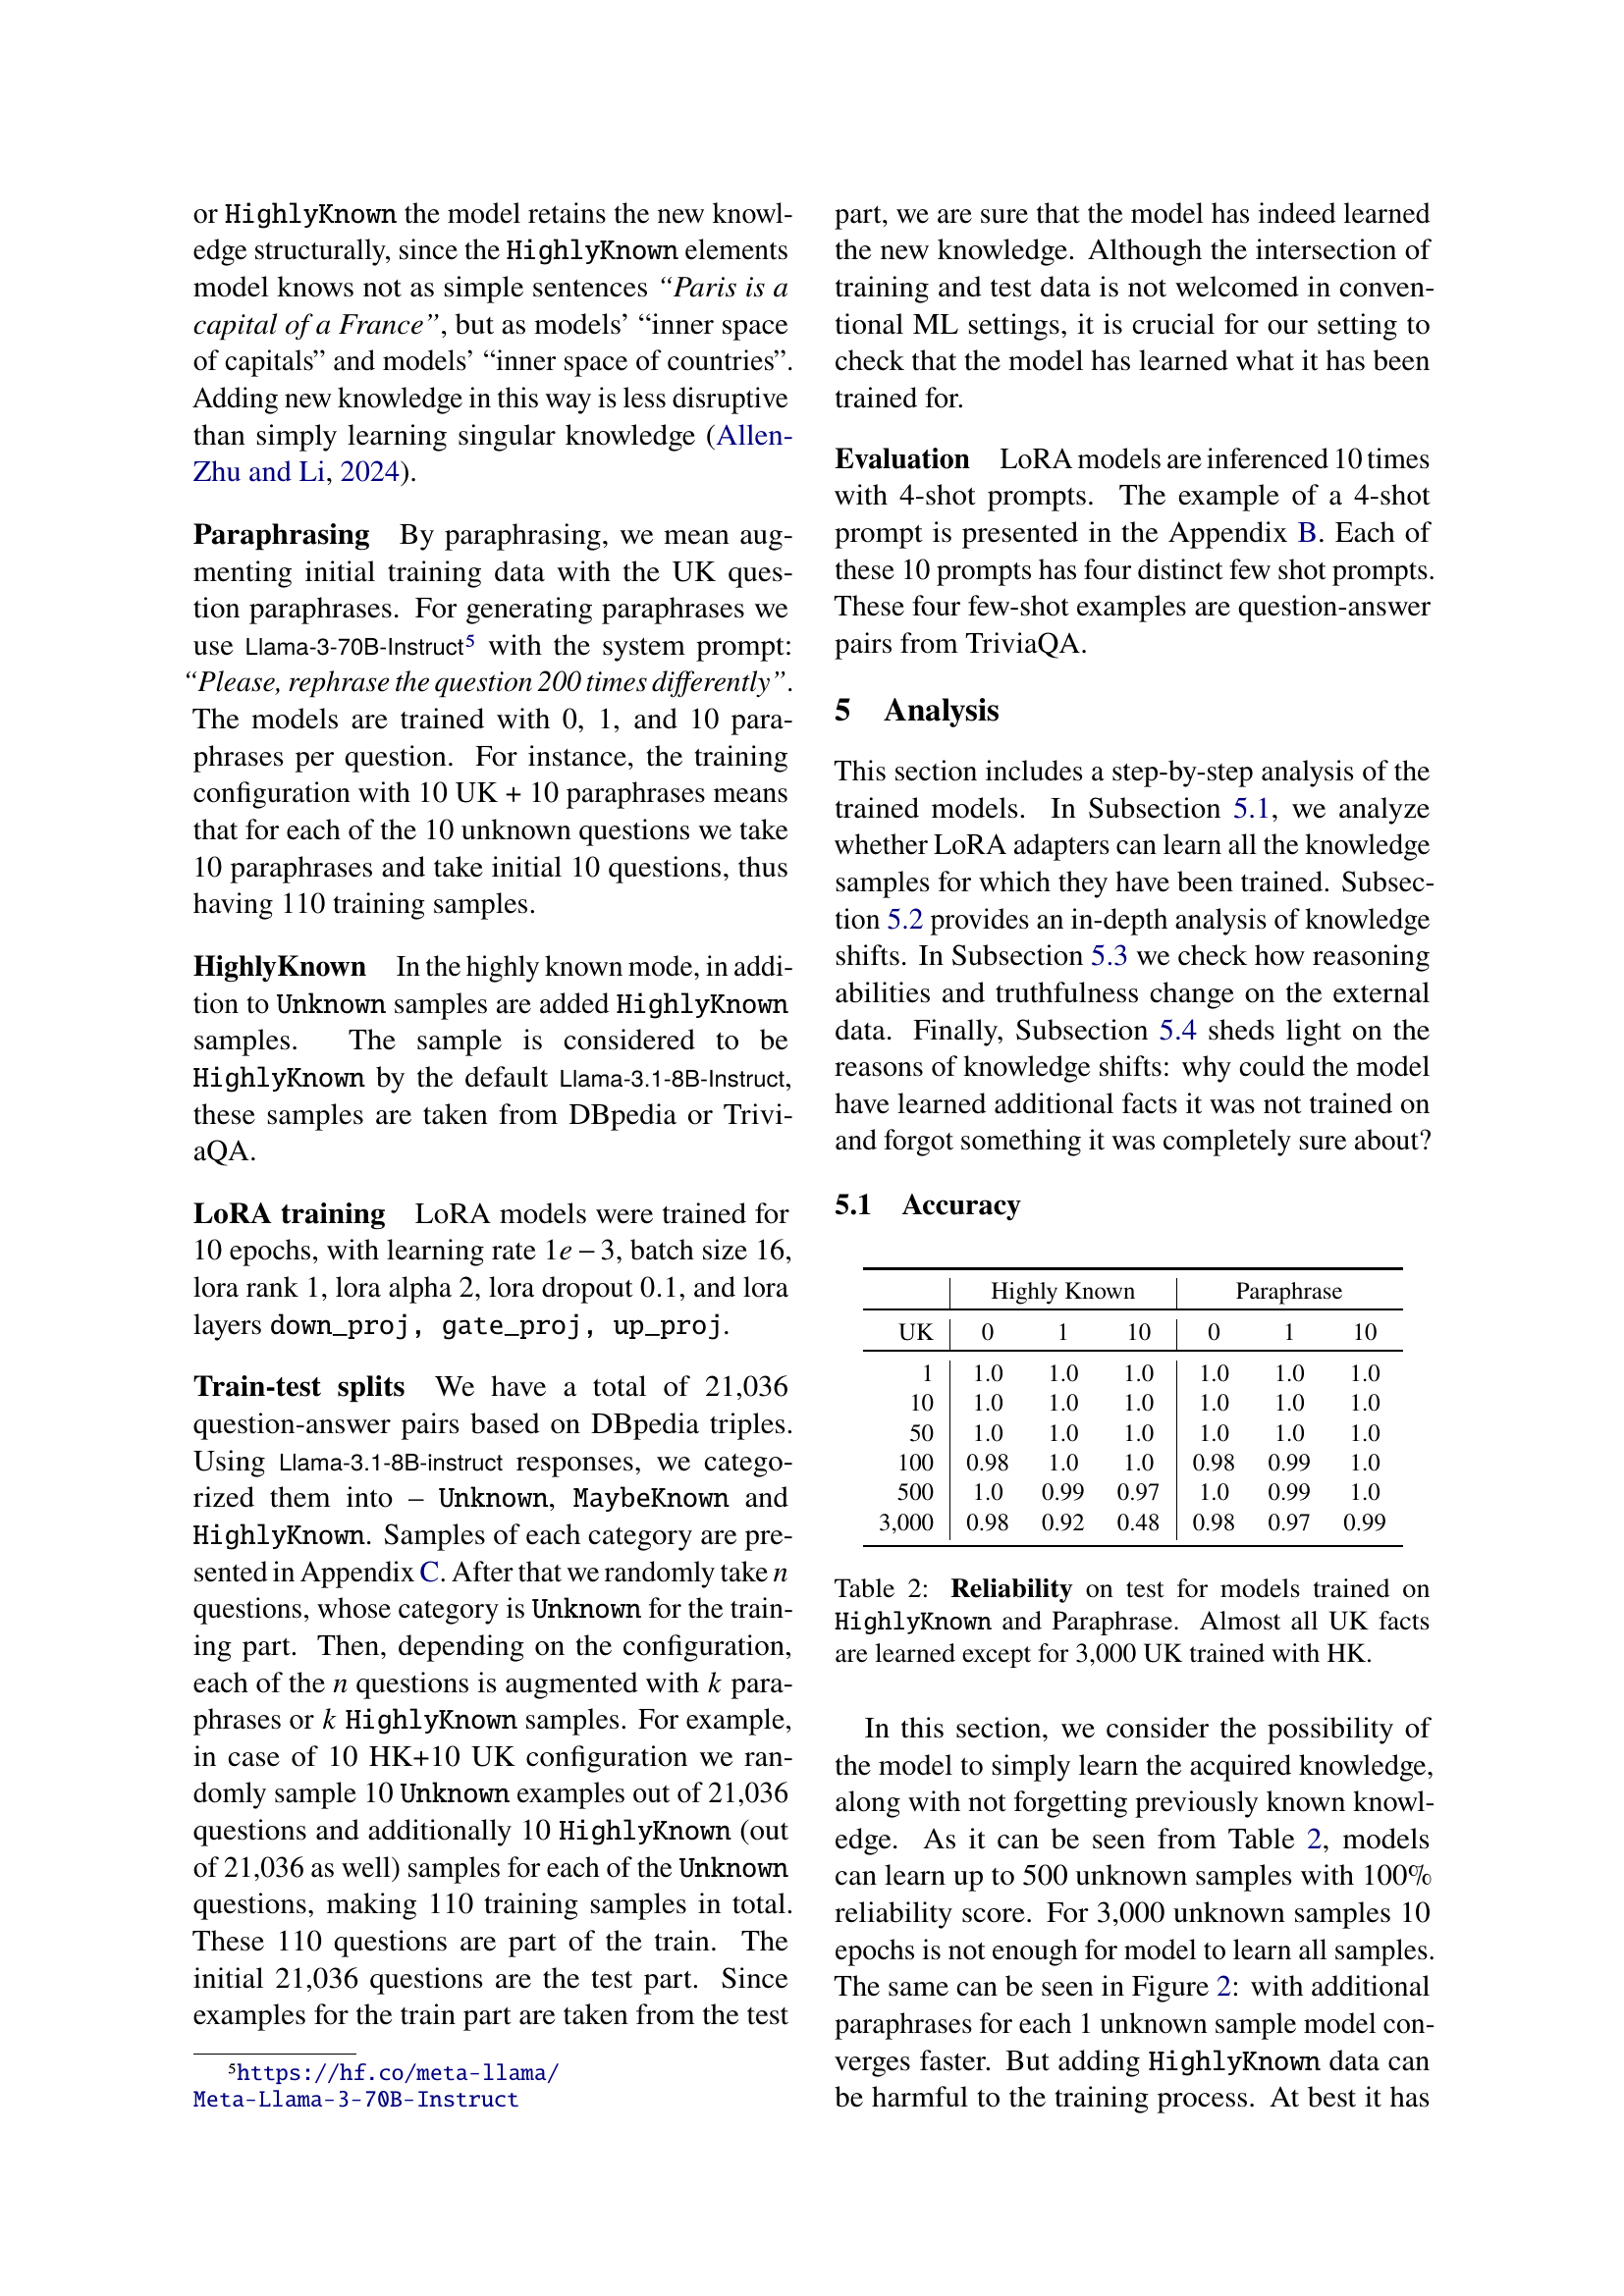 or HighlyKnown the model retains the new knowl-
edge structurally, since the HighlyKnown elements
model knows not as simple sentences “Paris is a
capital of a France”, but as models’ “inner space
of capitals” and models’ “inner space of countries”.
Adding new knowledge in this way is less disruptive
than simply learning singular knowledge (Allen-
Zhu and Li, 2024).
Paraphrasing By paraphrasing, we mean aug-
menting initial training data with the UK ques-
tion paraphrases. For generating paraphrases we
use Llama-3-70B-Instruct5 with the system prompt:
“Please, rephrase the question 200 times differently”.
The models are trained with 0, 1, and 10 para-
phrases per question. For instance, the training
configuration with 10 UK + 10 paraphrases means
that for each of the 10 unknown questions we take
10 paraphrases and take initial 10 questions, thus
having 110 training samples.
HighlyKnown In the highly known mode, in addi-
tion to Unknown samples are added HighlyKnown
samples. The sample is considered to be
HighlyKnown by the default Llama-3.1-8B-Instruct,
these samples are taken from DBpedia or Trivi-
aQA.
LoRA training LoRA models were trained for
10 epochs, with learning rate 1e − 3, batch size 16,
lora rank 1, lora alpha 2, lora dropout 0.1, and lora
layers down_proj, gate_proj, up_proj.
Train-test splits We have a total of 21,036
question-answer pairs based on DBpedia triples.
Using Llama-3.1-8B-instruct responses, we catego-
rized them into – Unknown, MaybeKnown and
HighlyKnown. Samples of each category are pre-
sented in Appendix C. After that we randomly take n
questions, whose category is Unknown for the train-
ing part. Then, depending on the configuration,
each of the n questions is augmented with k para-
phrases or k HighlyKnown samples. For example,
in case of 10 HK+10 UK configuration we ran-
domly sample 10 Unknown examples out of 21,036
questions and additionally 10 HighlyKnown (out
of 21,036 as well) samples for each of the Unknown
questions, making 110 training samples in total.
These 110 questions are part of the train. The
initial 21,036 questions are the test part. Since
examples for the train part are taken from the test
5https://hf.co/meta-llama/
Meta-Llama-3-70B-Instruct
part, we are sure that the model has indeed learned
the new knowledge. Although the intersection of
training and test data is not welcomed in conven-
tional ML settings, it is crucial for our setting to
check that the model has learned what it has been
trained for.
Evaluation LoRA models are inferenced 10 times
with 4-shot prompts. The example of a 4-shot
prompt is presented in the Appendix B. Each of
these 10 prompts has four distinct few shot prompts.
These four few-shot examples are question-answer
pairs from TriviaQA.
5 Analysis
This section includes a step-by-step analysis of the
trained models. In Subsection 5.1, we analyze
whether LoRA adapters can learn all the knowledge
samples for which they have been trained. Subsec-
tion 5.2 provides an in-depth analysis of knowledge
shifts. In Subsection 5.3 we check how reasoning
abilities and truthfulness change on the external
data. Finally, Subsection 5.4 sheds light on the
reasons of knowledge shifts: why could the model
have learned additional facts it was not trained on
and forgot something it was completely sure about?
5.1 Accuracy
Highly Known Paraphrase
UK 0 1 10 0 1 10
1 1.0 1.0 1.0 1.0 1.0 1.0
10 1.0 1.0 1.0 1.0 1.0 1.0
50 1.0 1.0 1.0 1.0 1.0 1.0
100 0.98 1.0 1.0 0.98 0.99 1.0
500 1.0 0.99 0.97 1.0 0.99 1.0
3,000 0.98 0.92 0.48 0.98 0.97 0.99
Table 2: Reliability on test for models trained on
HighlyKnown and Paraphrase. Almost all UK facts
are learned except for 3,000 UK trained with HK.
In this section, we consider the possibility of
the model to simply learn the acquired knowledge,
along with not forgetting previously known knowl-
edge. As it can be seen from Table 2, models
can learn up to 500 unknown samples with 100%
reliability score. For 3,000 unknown samples 10
epochs is not enough for model to learn all samples.
The same can be seen in Figure 2: with additional
paraphrases for each 1 unknown sample model con-
verges faster. But adding HighlyKnown data can
be harmful to the training process. At best it has